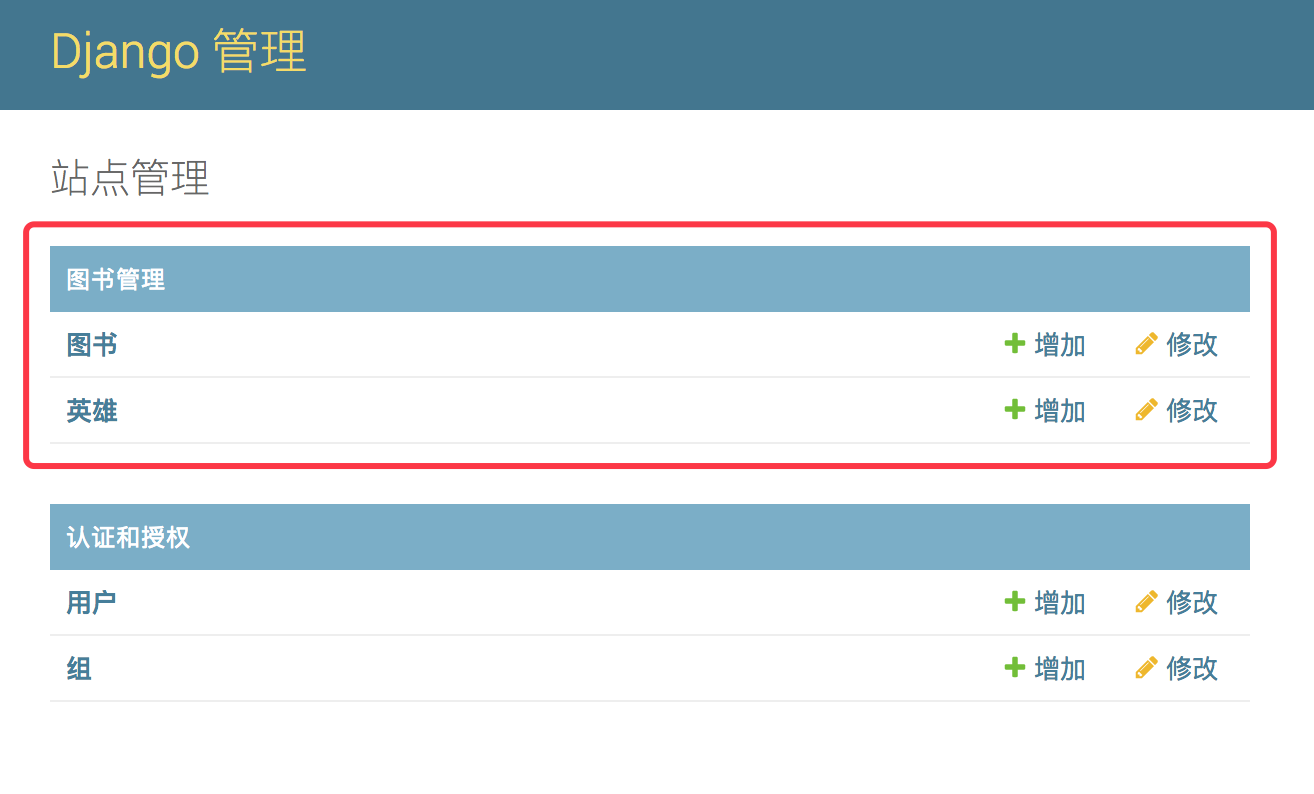 Django 管理
站点管理
图书管理
图书 增加 修改
英雄 增加 修改
认证和授权
用户 增加 修改
组 增加 修改